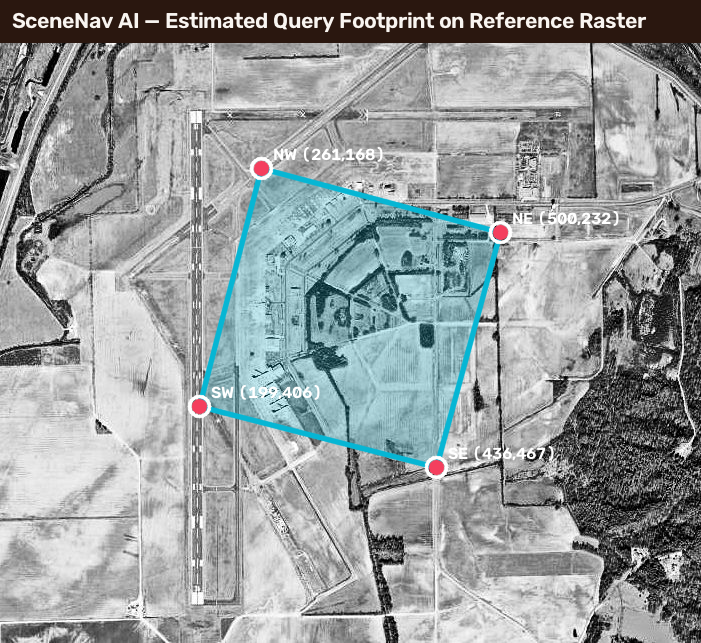 SceneNav AI — Estimated Query Footprint on Reference Raster
NW (261,168)
NE (500,232)
SW (199,406)
SE (436,467)